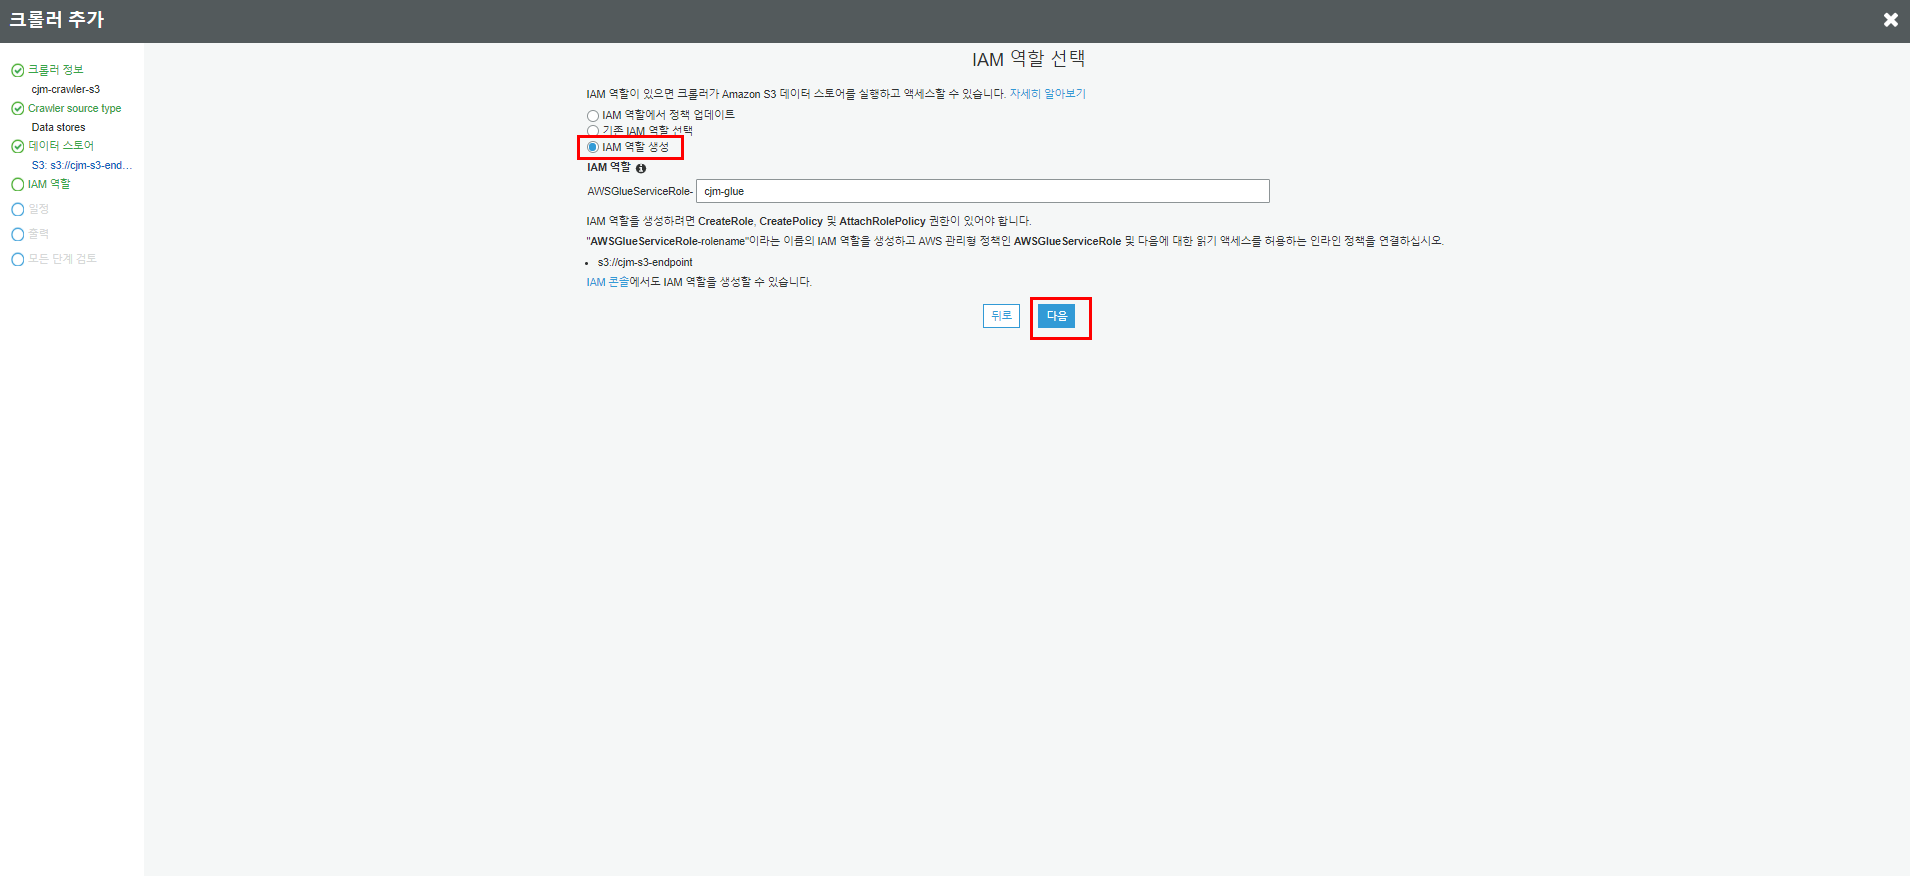 크롤러 추가
크롤러 정보
cjm-crawler-s3
Crawler source type
Data stores
데이터 스토어
S3: s3://cjm-s3-end...
IAM 역할
일정
출력
모든 단계 검토
IAM 역할 선택
IAM 역할이 있으면 크롤러가 Amazon S3 데이터 스토어를 실행하고 액세스할 수 있습니다. 자세히 알아보기
IAM 역할에서 정책 업데이트
기존 IAM 역할 선택
IAM 역할 생성
IAM 역할
AWSGlueServiceRole- cjm-glue
IAM 역할을 생성하려면 CreateRole, CreatePolicy 및 AttachRolePolicy 권한이 있어야 합니다.
"AWSGlueServiceRole-rolename"이라는 이름의 IAM 역할을 생성하고 AWS 관리형 정책인 AWSGlueServiceRole 및 다음에 대한 읽기 액세스를 허용하는 인라인 정책을 연결하십시오.
• s3://cjm-s3-endpoint
IAM 콘솔에서도 IAM 역할을 생성할 수 있습니다.
뒤로 다음